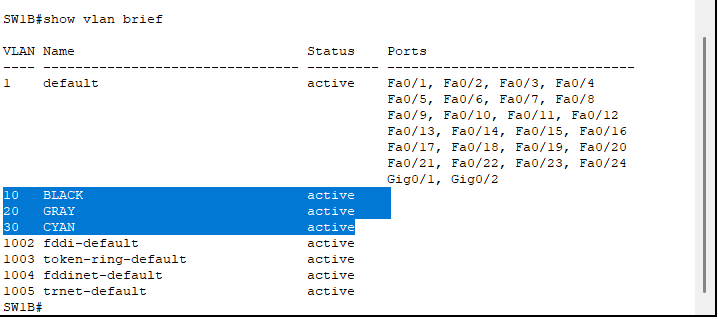 SW1B#show vlan brief
VLAN Name                             Status    Ports
---- -------------------------------- --------- -------------------------------
1    default                          active    Fa0/1, Fa0/2, Fa0/3, Fa0/4
                                                Fa0/5, Fa0/6, Fa0/7, Fa0/8
                                                Fa0/9, Fa0/10, Fa0/11, Fa0/12
                                                Fa0/13, Fa0/14, Fa0/15, Fa0/16
                                                Fa0/17, Fa0/18, Fa0/19, Fa0/20
                                                Fa0/21, Fa0/22, Fa0/23, Fa0/24
                                                Gig0/1, Gig0/2
10   BLACK                            active
20   GRAY                             active
30   CYAN                             active
1002 fddi-default                     active
1003 token-ring-default               active
1004 fddinet-default                  active
1005 trnet-default                    active
SW1B#